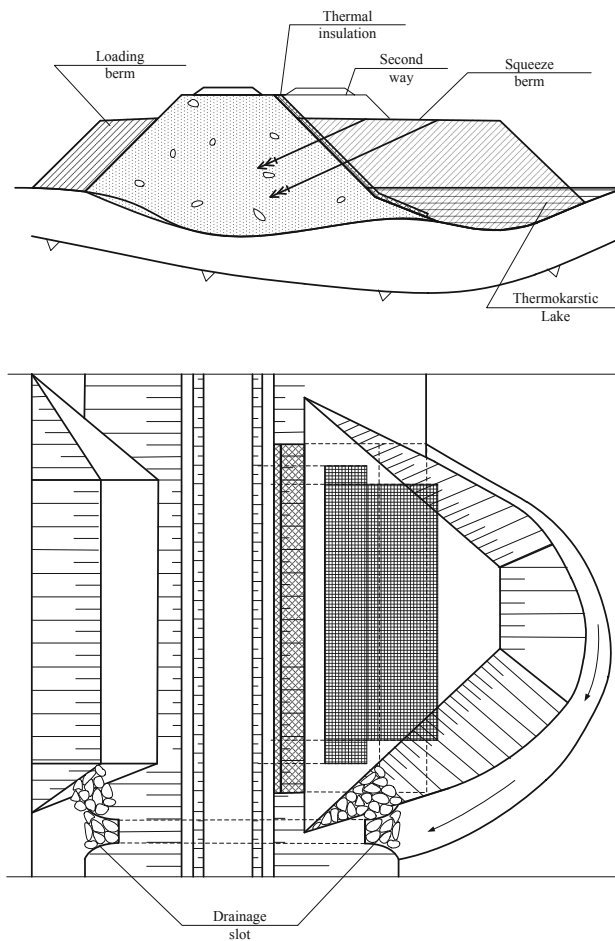 Thermal
insulation
Loading
berm
Second
way
Squeeze
berm
Thermokarstic
Lake
Drainage
slot